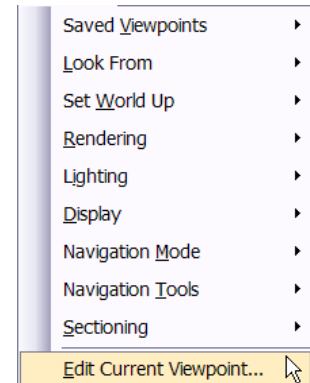 Saved Viewpoints
Look From
Set World Up
Rendering
Lighting
Display
Navigation Mode
Navigation Tools
Sectioning
Edit Current Viewpoint...